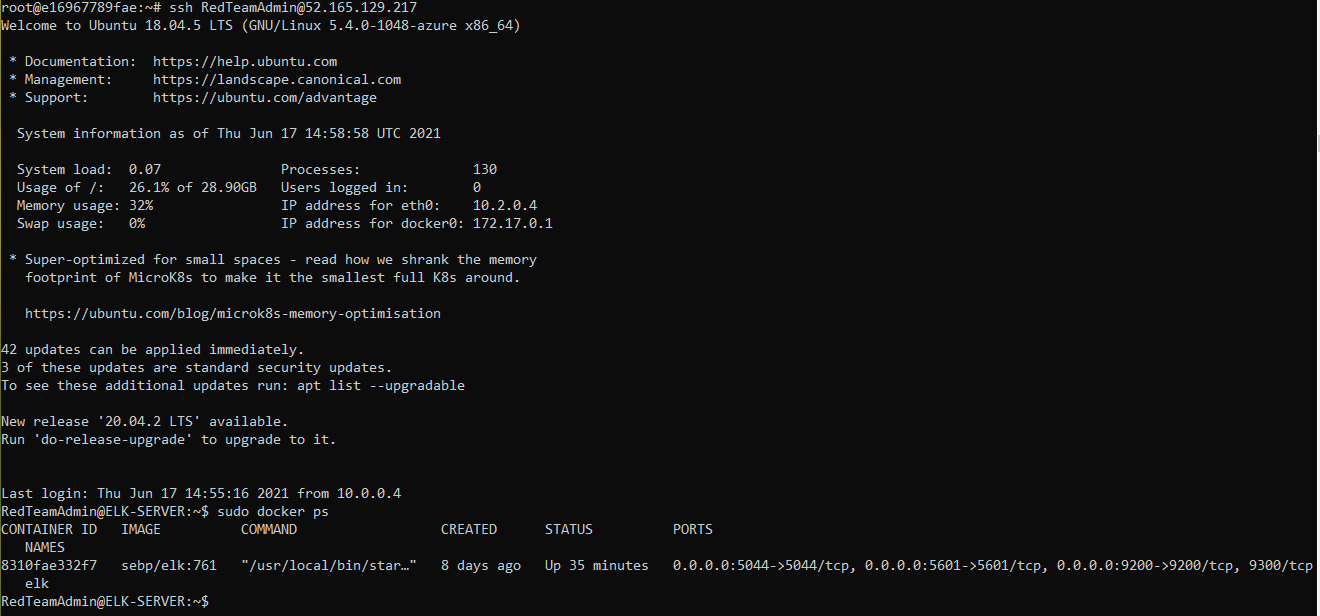 root@e16967789fae:~# ssh RedTeamAdmin@52.165.129.217
Welcome to Ubuntu 18.04.5 LTS (GNU/Linux 5.4.0-1048-azure x86_64)
 * Documentation:  https://help.ubuntu.com
 * Management:     https://landscape.canonical.com
 * Support:        https://ubuntu.com/advantage
  System information as of Thu Jun 17 14:58:58 UTC 2021
  System load:  0.07               Processes:              130
  Usage of /:   26.1% of 28.90GB   Users logged in:        0
  Memory usage: 32%                IP address for eth0:    10.2.0.4
  Swap usage:   0%                 IP address for docker0: 172.17.0.1
 * Super-optimized for small spaces - read how we shrank the memory
   footprint of MicroK8s to make it the smallest full K8s around.
   https://ubuntu.com/blog/microk8s-memory-optimisation
42 updates can be applied immediately.
3 of these updates are standard security updates.
To see these additional updates run: apt list --upgradable
New release '20.04.2 LTS' available.
Run 'do-release-upgrade' to upgrade to it.
Last login: Thu Jun 17 14:55:16 2021 from 10.0.0.4
RedTeamAdmin@ELK-SERVER:~$ sudo docker ps
CONTAINER ID   IMAGE          COMMAND                  CREATED      STATUS          PORTS
   NAMES
8310fae332f7   sebp/elk:761   "/usr/local/bin/star…"   8 days ago   Up 35 minutes   0.0.0.0:5044->5044/tcp, 0.0.0.0:5601->5601/tcp, 0.0.0.0:9200->9200/tcp, 9300/tcp
   elk
RedTeamAdmin@ELK-SERVER:~$